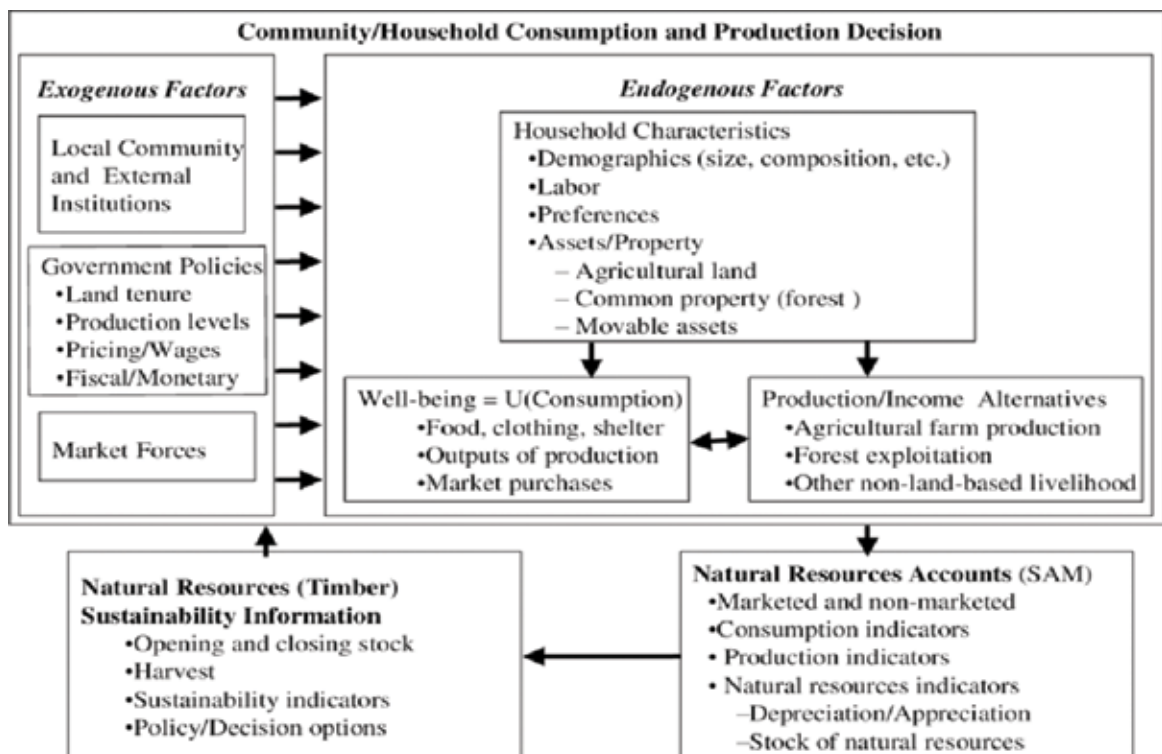 Community/Household Consumption and Production Decision
Exogenous Factors
Local Community
and External
Institutions
Government Policies
•Land tenure
•Production levels
•Pricing/Wages
•Fiscal/Monetary
Market Forces
Endogenous Factors
Household Characteristics
•Demographics (size, composition, etc.)
•Labor
•Preferences
•Assets/Property
– Agricultural land
– Common property (forest )
– Movable assets
Well-being = U(Consumption)
•Food, clothing, shelter
•Outputs of production
•Market purchases
Production/Income Alternatives
•Agricultural farm production
•Forest exploitation
•Other non-land-based livelihood
Natural Resources (Timber)
Sustainability Information
•Opening and closing stock
•Harvest
•Sustainability indicators
•Policy/Decision options
Natural Resources Accounts (SAM)
•Marketed and non-marketed
•Consumption indicators
• Production indicators
• Natural resources indicators
–Depreciation/Appreciation
–Stock of natural resources